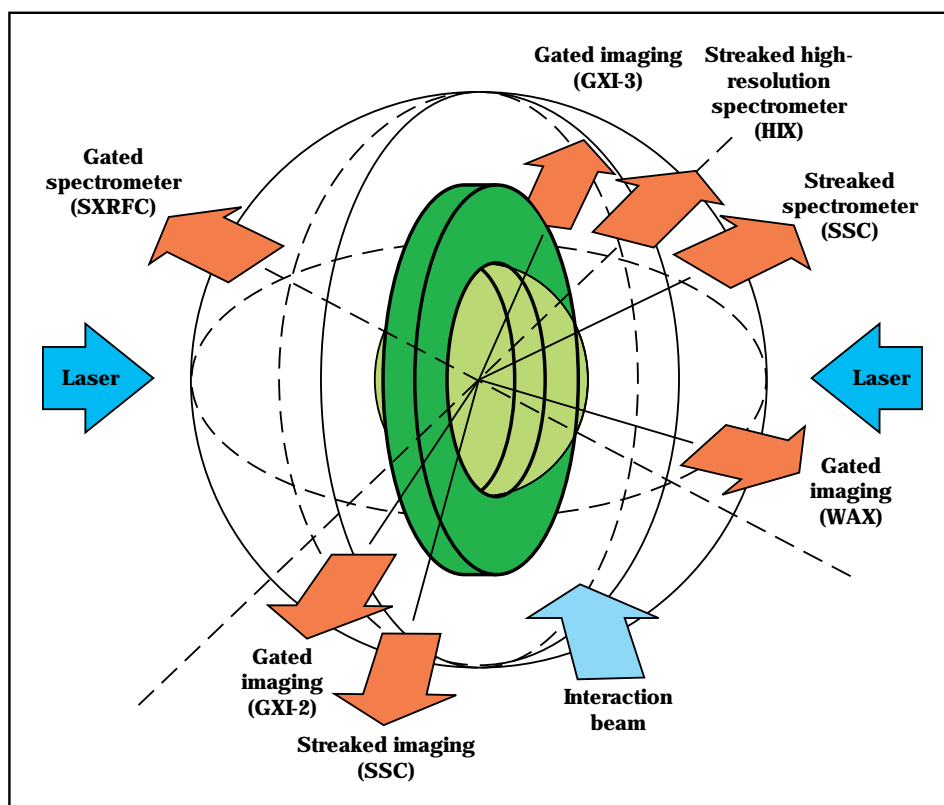 Gated imaging
(GXI-3)
Streaked high-
resolution
spectrometer
(HIX)
Gated
spectrometer
(SXRFC)
Streaked
spectrometer
(SSC)
Laser
Laser
Gated
imaging
(WAX)
Gated
imaging
(GXI-2)
Interaction
beam
Streaked imaging
(SSC)